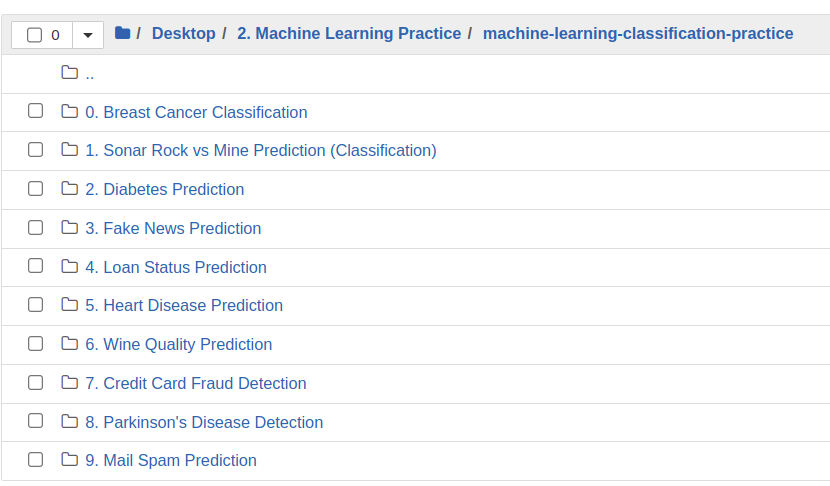 0 / Desktop / 2. Machine Learning Practice / machine-learning-classification-practice
..
0. Breast Cancer Classification
1. Sonar Rock vs Mine Prediction (Classification)
2. Diabetes Prediction
3. Fake News Prediction
4. Loan Status Prediction
5. Heart Disease Prediction
6. Wine Quality Prediction
7. Credit Card Fraud Detection
8. Parkinson's Disease Detection
9. Mail Spam Prediction